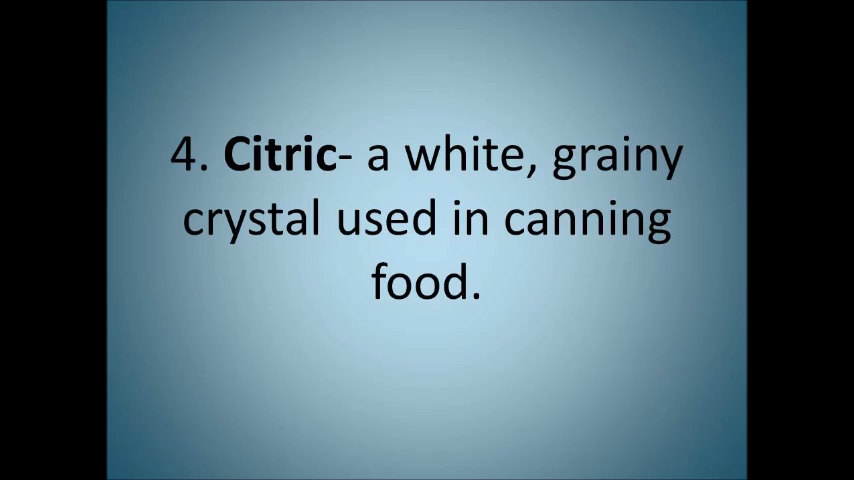 4. Citric- a white, grainy
crystal used in canning
food.